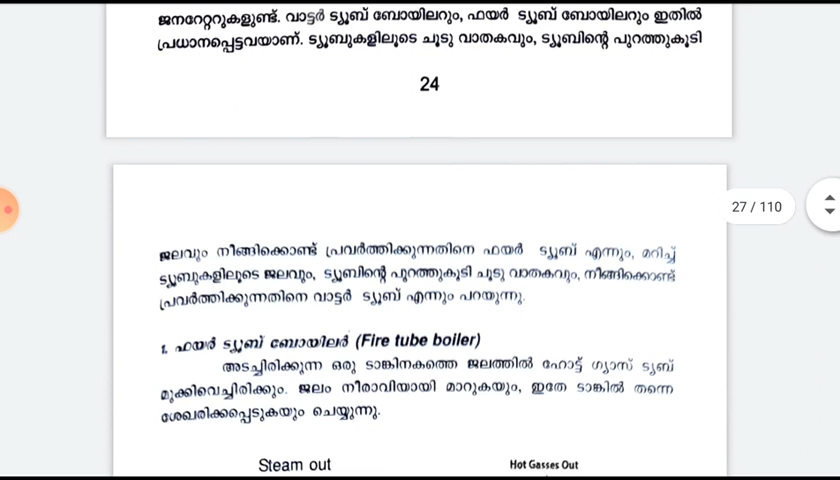 ജനറേറ്ററുകളുണ്ട്. വാട്ടർ ട്യൂബ് ബോയിലറും, ഫയർ ട്യൂബ് ബോയിലറും ഇതിൽ
പ്രധാനപ്പെട്ടവയാണ്. ട്യൂബുകളിലൂടെ ചൂടു വാതകവും, ട്യൂബിന്റെ പുറത്തുകൂടി
24
27 / 110
ജലവും നീങ്ങിക്കൊണ്ട് പ്രവർത്തിക്കുന്നതിനെ ഫയർ ട്യൂബ് എന്നും, മറിച്ച്
ട്യൂബുകളിലൂടെ ജലവും, ട്യൂബിന്റെ പുറത്തുകൂടി ചൂടു വാതകവും, നീങ്ങിക്കൊണ്ട്
പ്രവർത്തിക്കുന്നതിനെ വാട്ടർ ട്യൂബ് എന്നും പറയുന്നു.
1. ഫയർ ട്യൂബ് ബോയിലർ (Fire tube boiler)
അടച്ചിരിക്കുന്ന ഒരു ടാങ്കിനകത്തെ ജലത്തിൽ ഹോട്ട് ഗ്യാസ് ട്യബ്
മുക്കിവെച്ചിരിക്കും. ജലം നീരാവിയായി മാറുകയും, ഇതേ ടാങ്കിൽ തന്നെ
ശേഖരിക്കപ്പെടുകയും ചെയ്യുന്നു.
Steam out
Hot Gasses Out